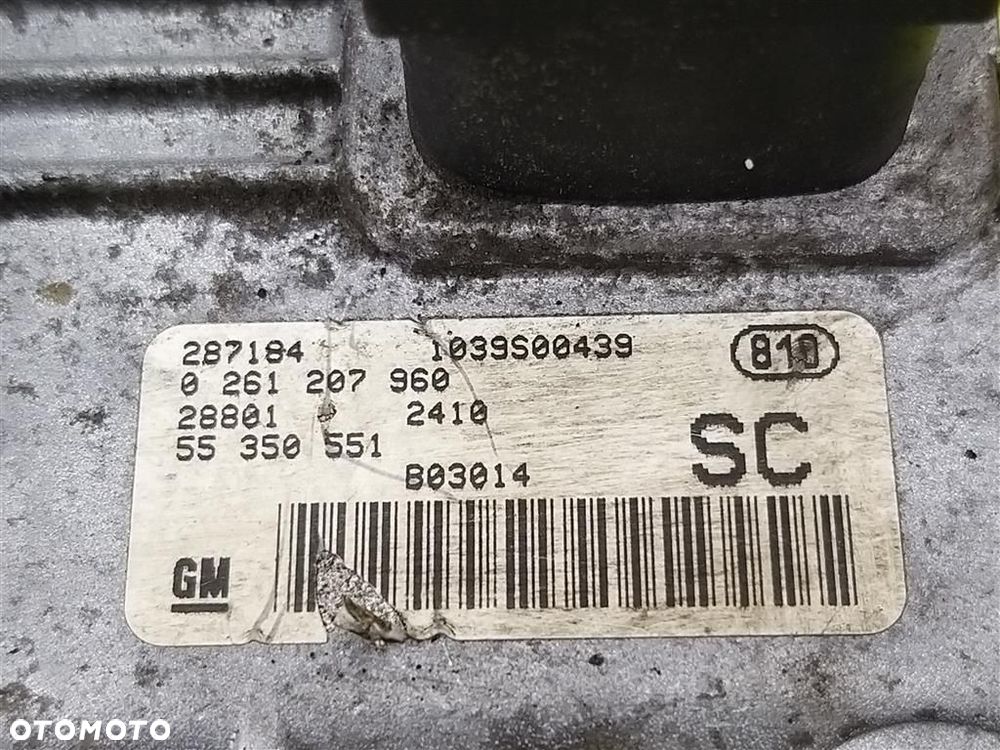 287184 1039S00439 810
0 261 207 960
28801 2410
55 350 551
SC
B03014
GM
OTOMOTO